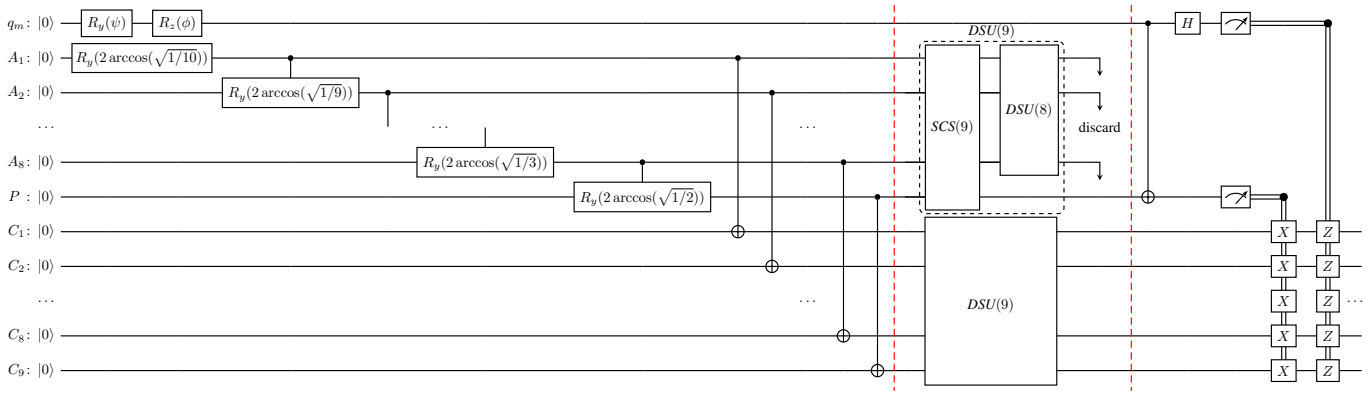 DSU(9)
q_m: |0⟩ R_y(ψ) R_z(ϕ) H
A_1: |0⟩ R_y(2 arccos(√1/10))
A_2: |0⟩ R_y(2 arccos(√1/9))
... ... ... SCS(9) DSU(8) discard
A_8: |0⟩ R_y(2 arccos(√1/3))
P: |0⟩ R_y(2 arccos(√1/2))
C_1: |0⟩ X Z
C_2: |0⟩ X Z
... ... DSU(9) X Z ...
C_8: |0⟩ X Z
C_9: |0⟩ X Z